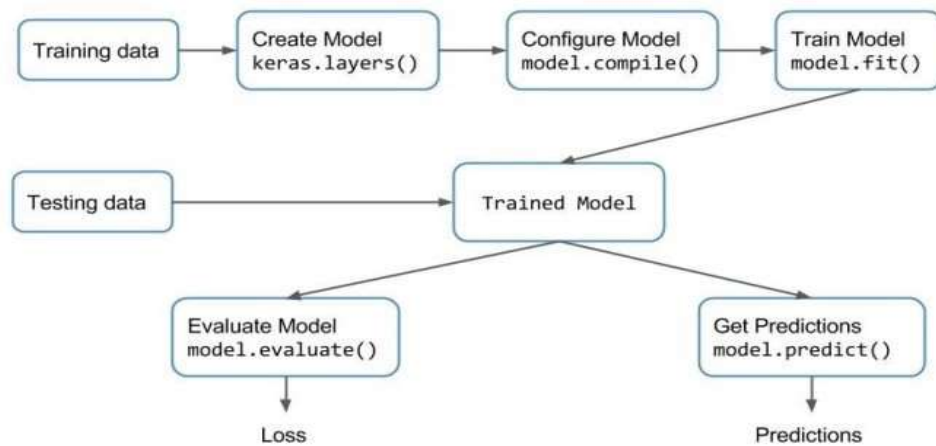 Training data
Create Model
keras.layers()
Configure Model
model.compile()
Train Model
model.fit()
Testing data
Trained Model
Evaluate Model
model.evaluate()
Get Predictions
model.predict()
Loss
Predictions